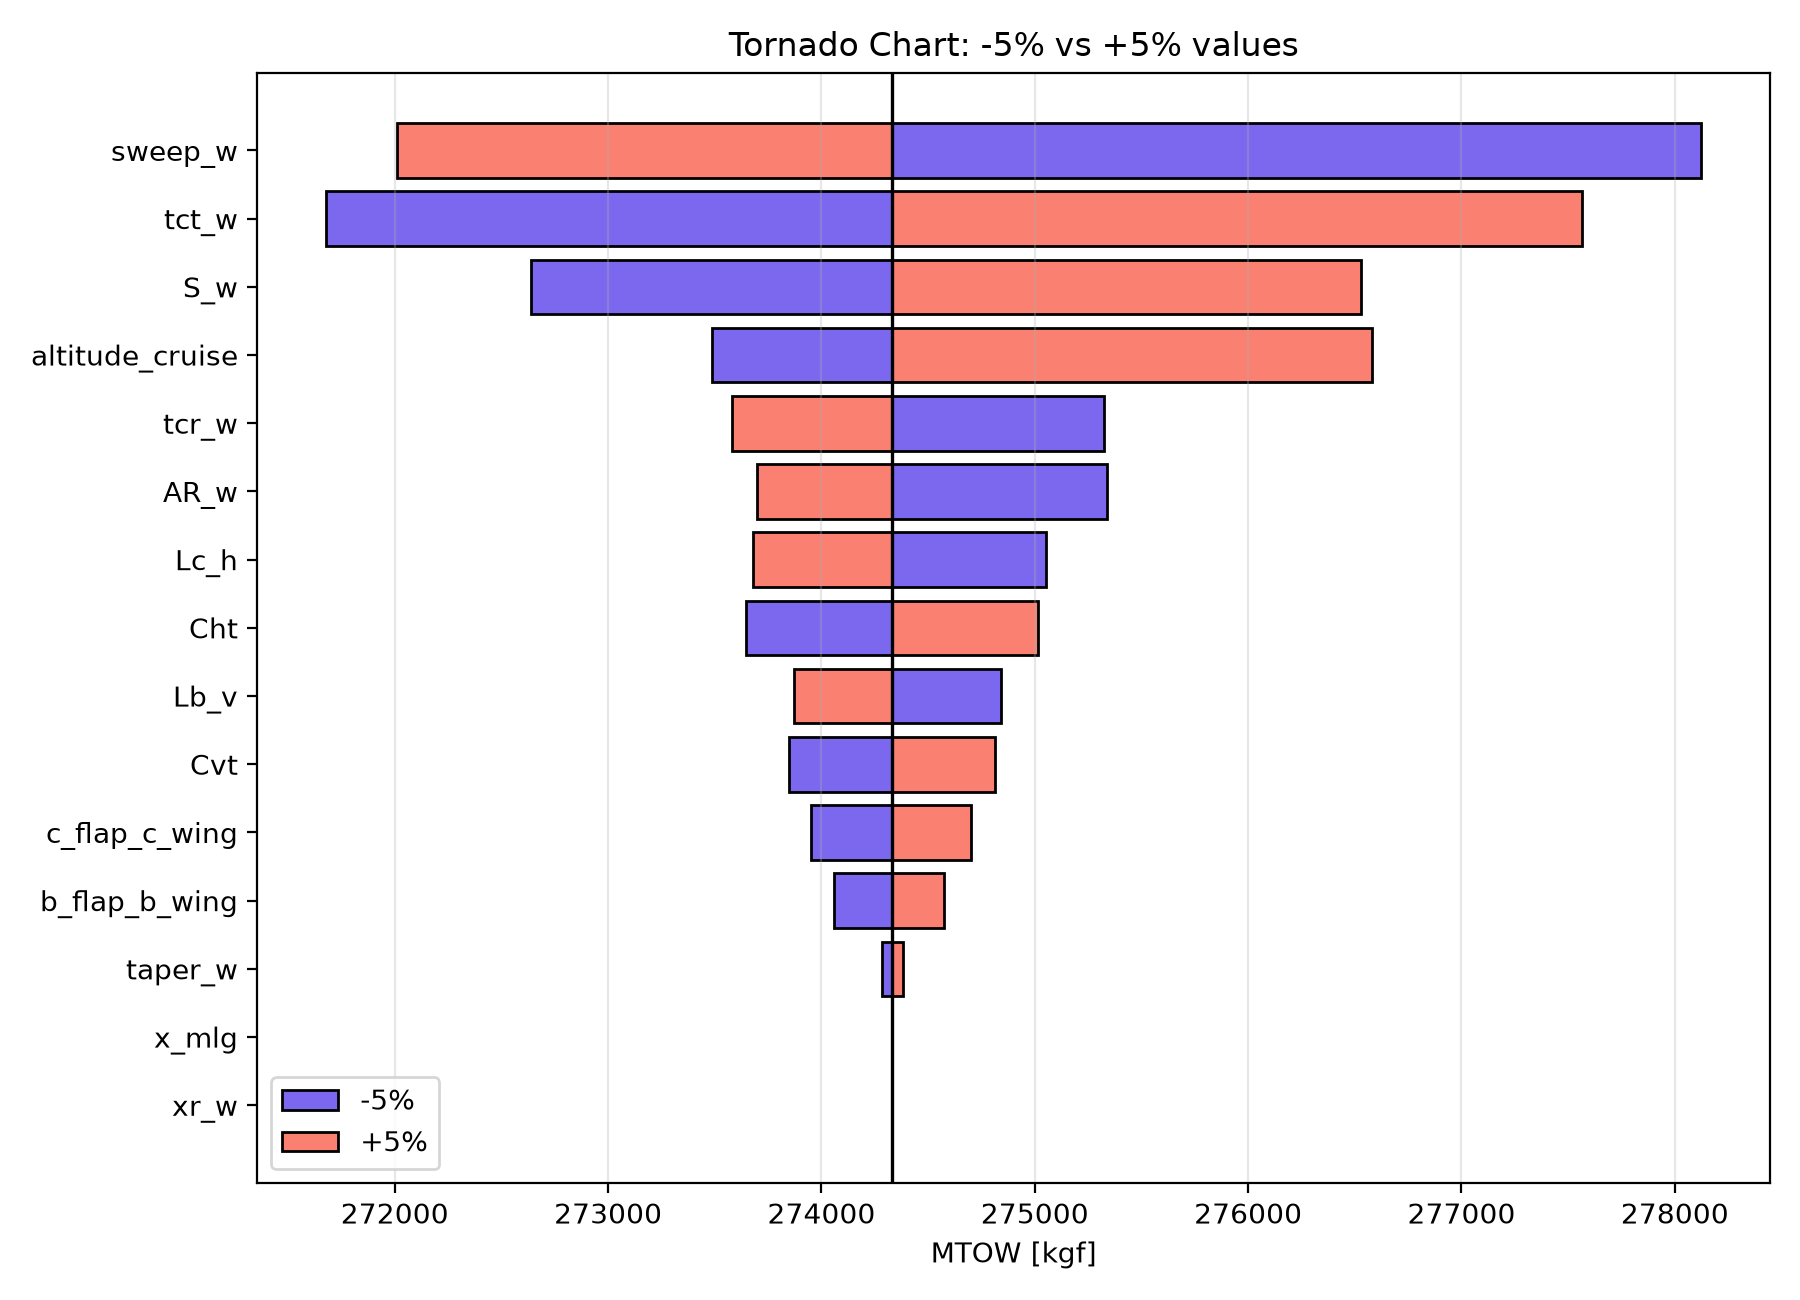 Tornado Chart: -5% vs +5% values
sweep_w
tct_w
S_w
altitude_cruise
tcr_w
AR_w
Lc_h
Cht
Lb_v
Cvt
c_flap_c_wing
b_flap_b_wing
taper_w
x_mlg
xr_w
-5%
+5%
272000 273000 274000 275000 276000 277000 278000
MTOW [kgf]